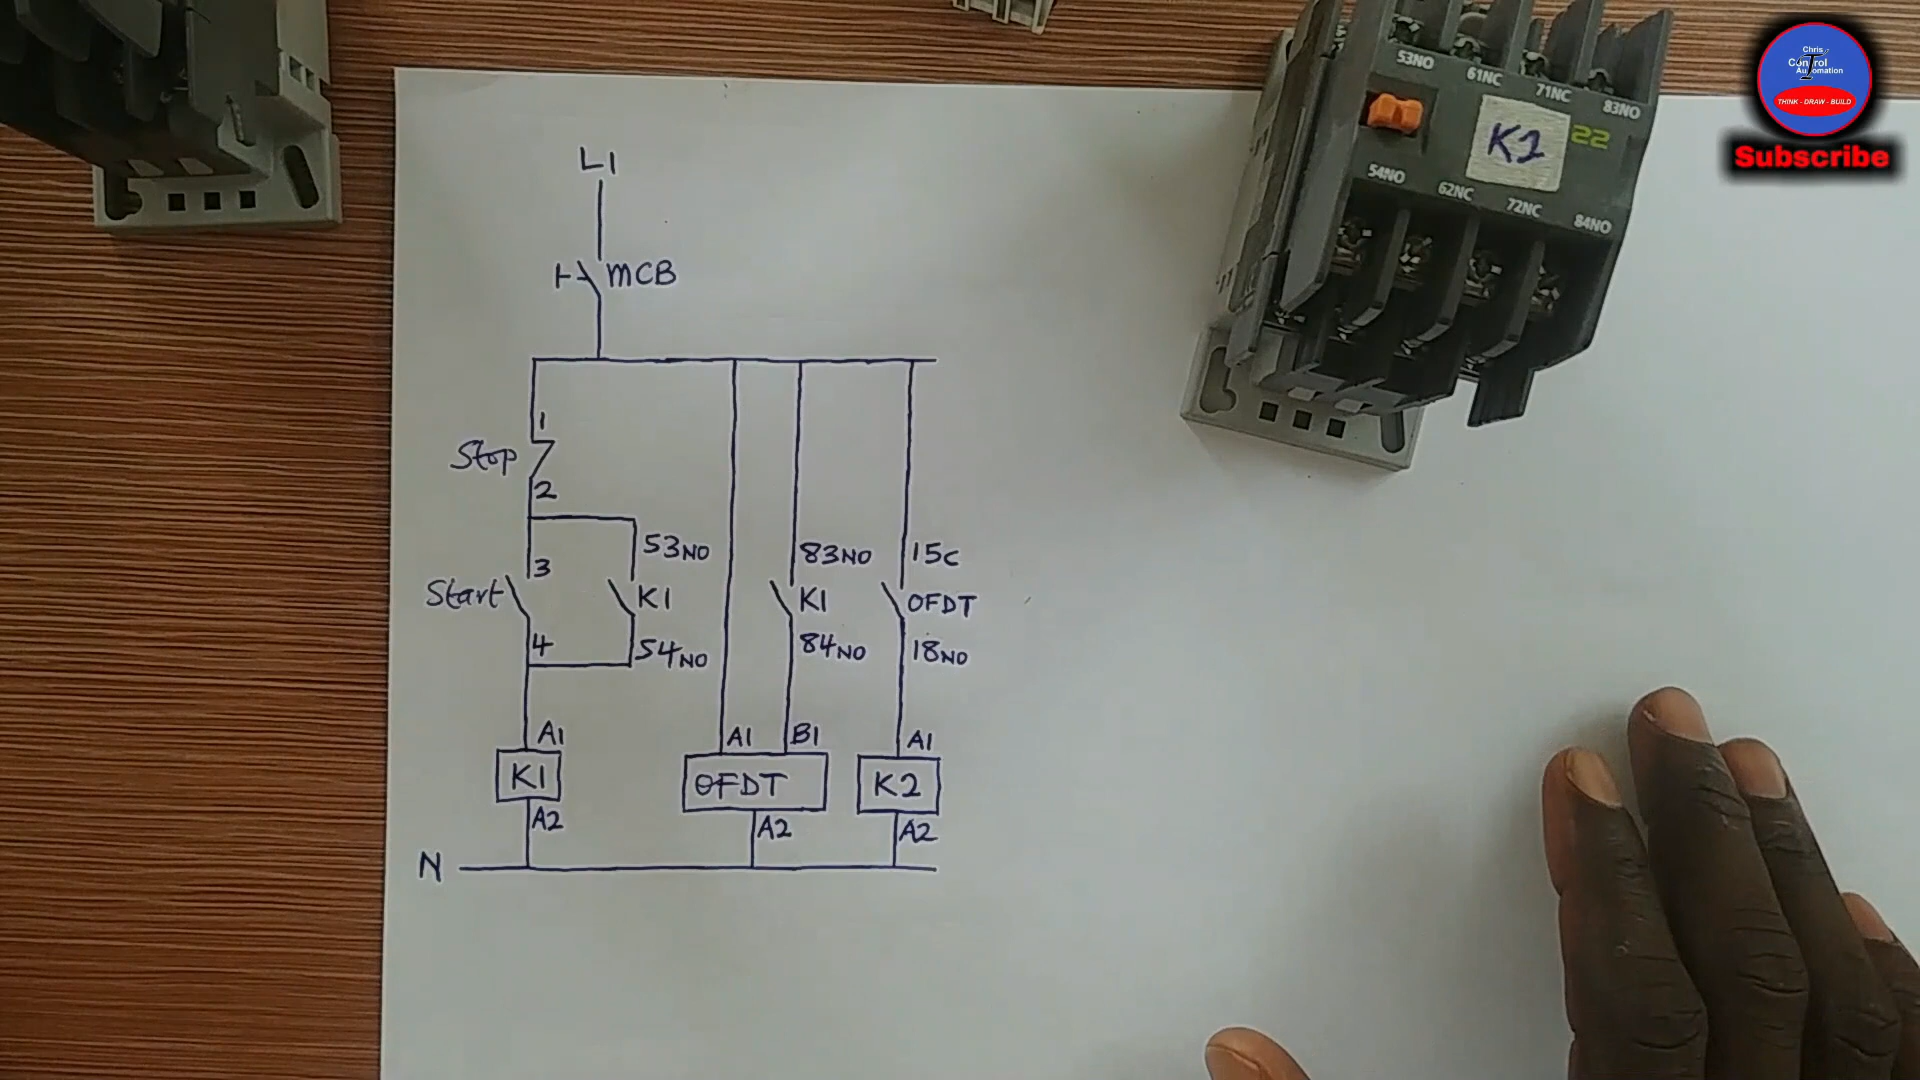 L1
MCB
1
Stop
2
3
Start
4
53NO
K1
54NO
83NO
K1
84NO
15C
OFDT
18NO
A1
K1
A2
A1
B1
OFDT
A2
A1
K2
A2
N
53NO
61NC
71NC
83NO
K2
22
54NO
62NC
72NC
84NO
Chris
Control
Automation
THINK - DRAW - BUILD
Subscribe